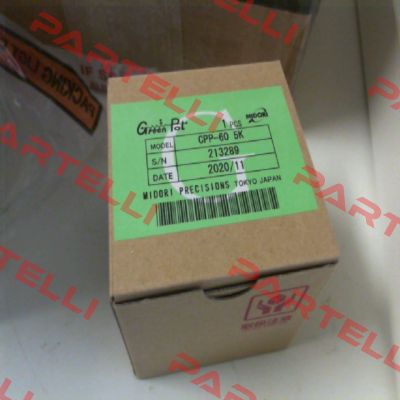 PARTELLI
PACKING LIST
Green Pot 1 PCS MIDORI
MODEL CPP-60 5K
S/N 213289
DATE 2020/11
MIDORI PRECISIONS TOKYO JAPAN
G
PARTELLI
PARTELLI
PARTELLI